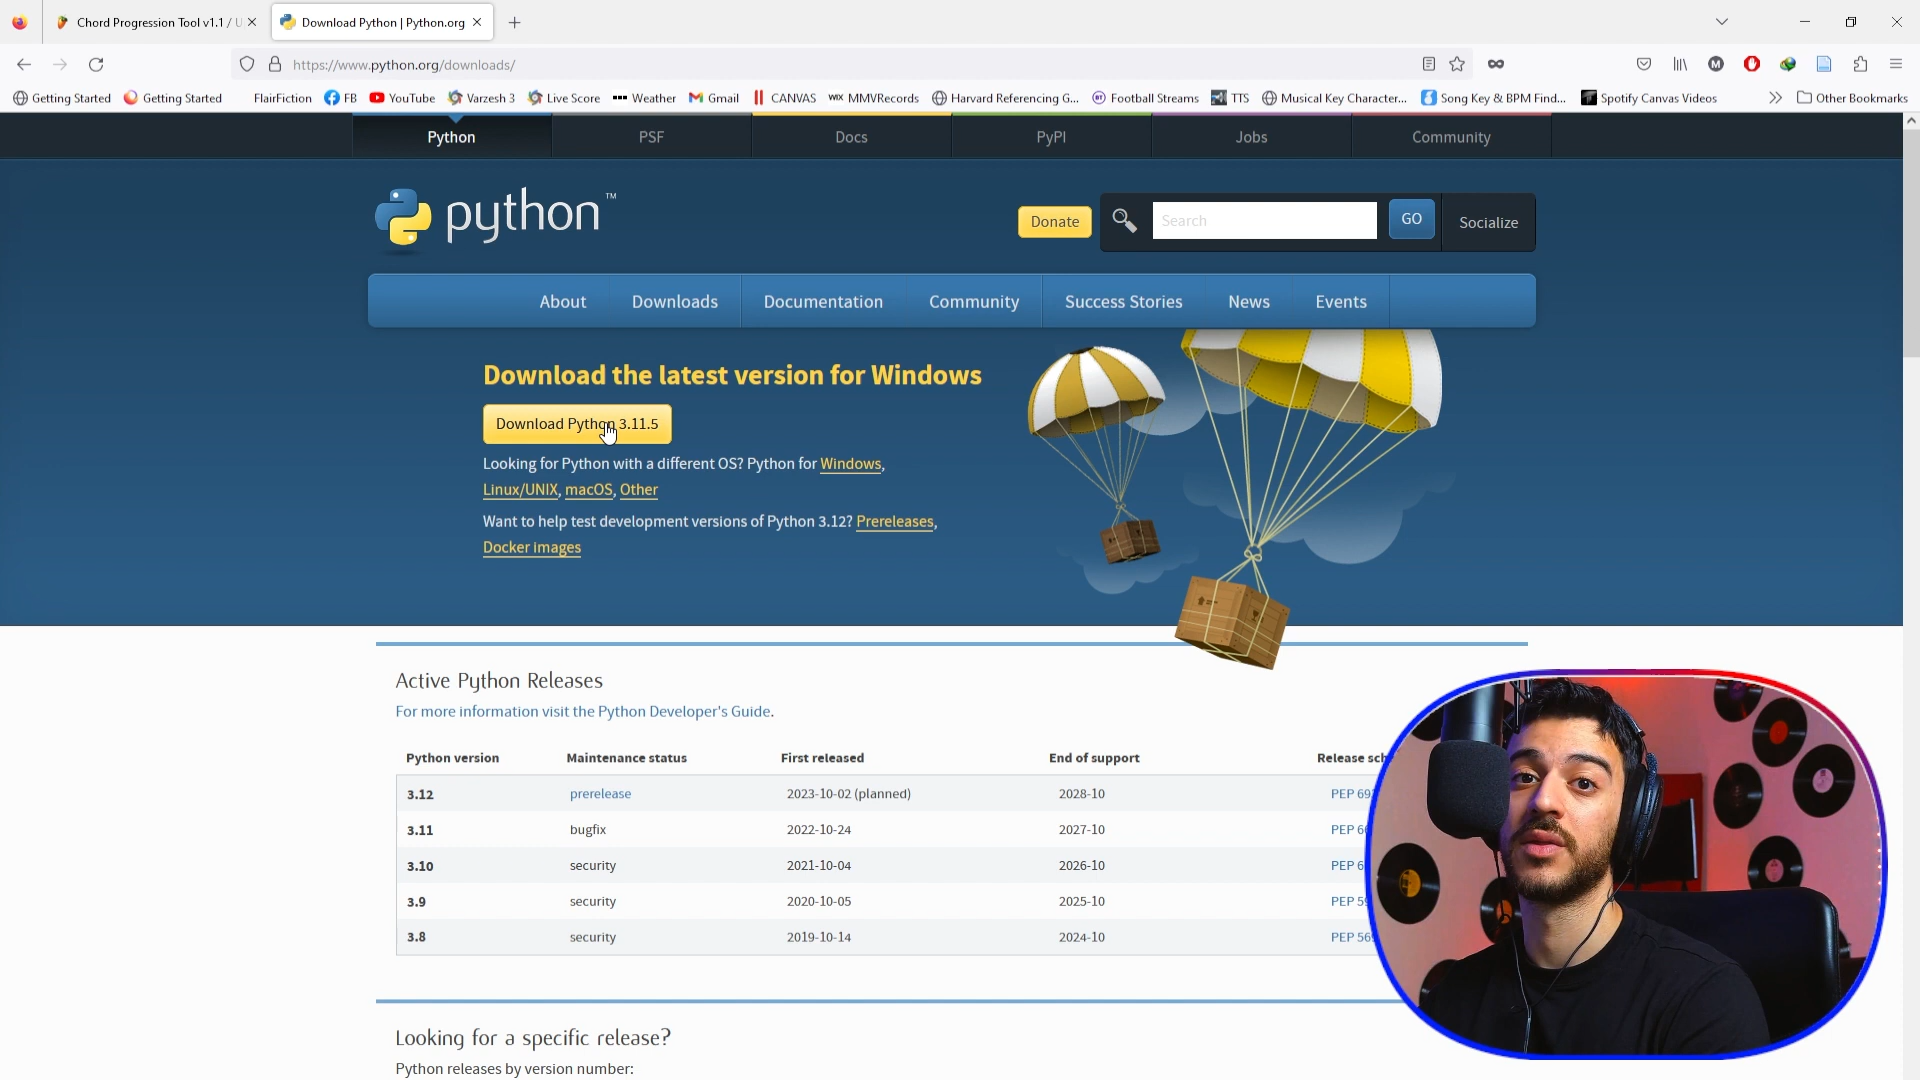 Chord Progression Tool v1.1 /
Download Python | Python.org
https://www.python.org/downloads/
Getting Started
Getting Started
FlairFiction
FB
YouTube
Varzesh 3
Live Score
Weather
Gmail
CANVAS
WIX MMVRecords
Harvard Referencing G...
Football Streams
TTS
Musical Key Character...
Song Key & BPM Find...
Spotify Canvas Videos
Other Bookmarks
Python
PSF
Docs
PyPI
Jobs
Community
python™
Donate
Search
GO
Socialize
About
Downloads
Documentation
Community
Success Stories
News
Events
Download the latest version for Windows
Download Python 3.11.5
Looking for Python with a different OS? Python for Windows,
Linux/UNIX, macOS, Other
Want to help test development versions of Python 3.12? Prereleases,
Docker images
Active Python Releases
For more information visit the Python Developer's Guide.
Python version Maintenance status First released End of support Release
3.12 prerelease 2023-10-02 (planned) 2028-10 PEP
3.11 bugfix 2022-10-24 2027-10 PEP
3.10 security 2021-10-04 2026-10 PEP
3.9 security 2020-10-05 2025-10 PEP
3.8 security 2019-10-14 2024-10 PEP
Looking for a specific release?
Python releases by version number: